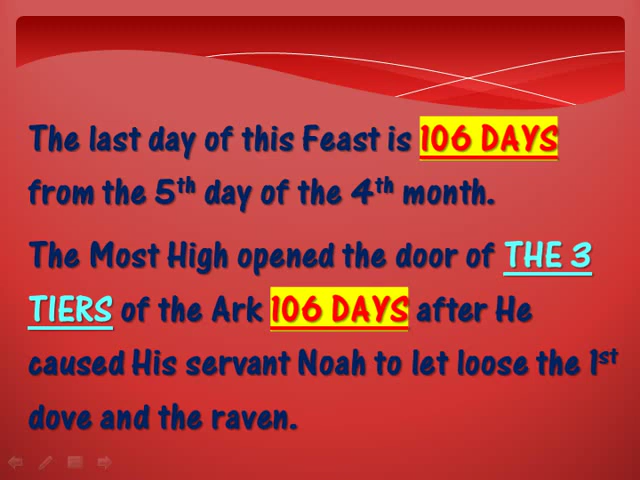 The last day of this Feast is 106 DAYS
from the 5th day of the 4th month.
The Most High opened the door of THE 3
TIERS of the Ark 106 DAYS after He
caused His servant Noah to let loose the 1st
dove and the raven.